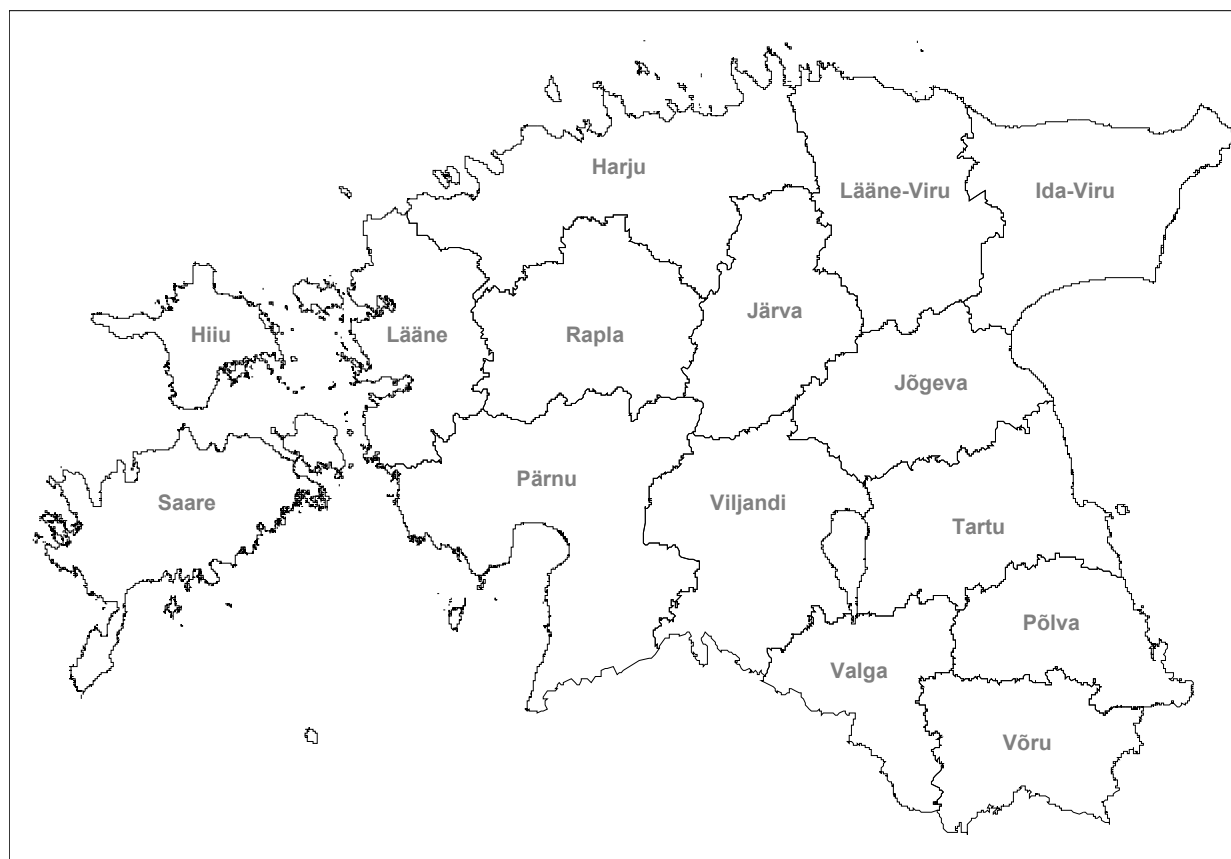 Harju
Lääne-Viru
Ida-Viru
Hiiu
Lääne
Rapla
Järva
Jõgeva
Saare
Pärnu
Viljandi
Tartu
Põlva
Valga
Võru